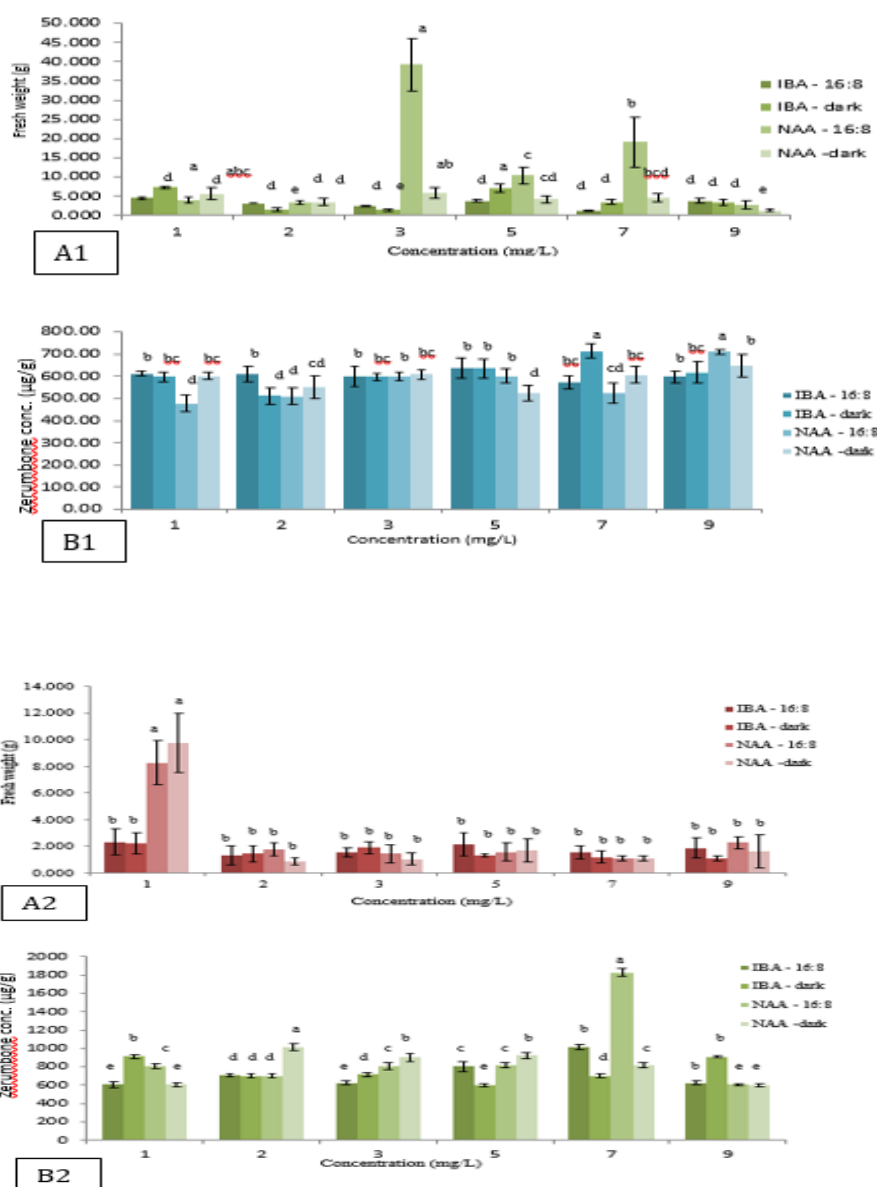 50.000
45.000
40.000
35.000
30.000
25.000
20.000
15.000
10.000
5.000
0.000
Fresh weight (g)
a
d a d abc
d e d d
d e ab
d a c cd
d d b bcd
d d d e
IBA - 16:8
IBA - dark
NAA - 16:8
NAA -dark
1 2 3 5 7 9
Concentration (mg/L)
A1
800.00
700.00
600.00
500.00
400.00
300.00
200.00
100.00
0.00
Zerumbone conc. (µg/g)
b bc d bc
b d d cd
b bc b bc
b b b d
bc a cd bc
b bc a b
IBA - 16:8
IBA - dark
NAA - 16:8
NAA -dark
1 2 3 5 7 9
Concentration (mg/L)
B1
14.000
12.000
10.000
8.000
6.000
4.000
2.000
0.000
Fresh weight (g)
b b a a
b b b b
b b b b
b b b b
b b b b
b b b b
IBA - 16:8
IBA - dark
NAA - 16:8
NAA -dark
1 2 3 5 7 9
Concentration (mg/L)
A2
2000
1800
1600
1400
1200
1000
800
600
400
200
0
Zerumbone conc. (µg/g)
e b c e
d d d a
e d c b
c e c b
b d a c
b b e e
IBA - 16:8
IBA - dark
NAA - 16:8
NAA -dark
1 2 3 5 7 9
Concentration (mg/L)
B2